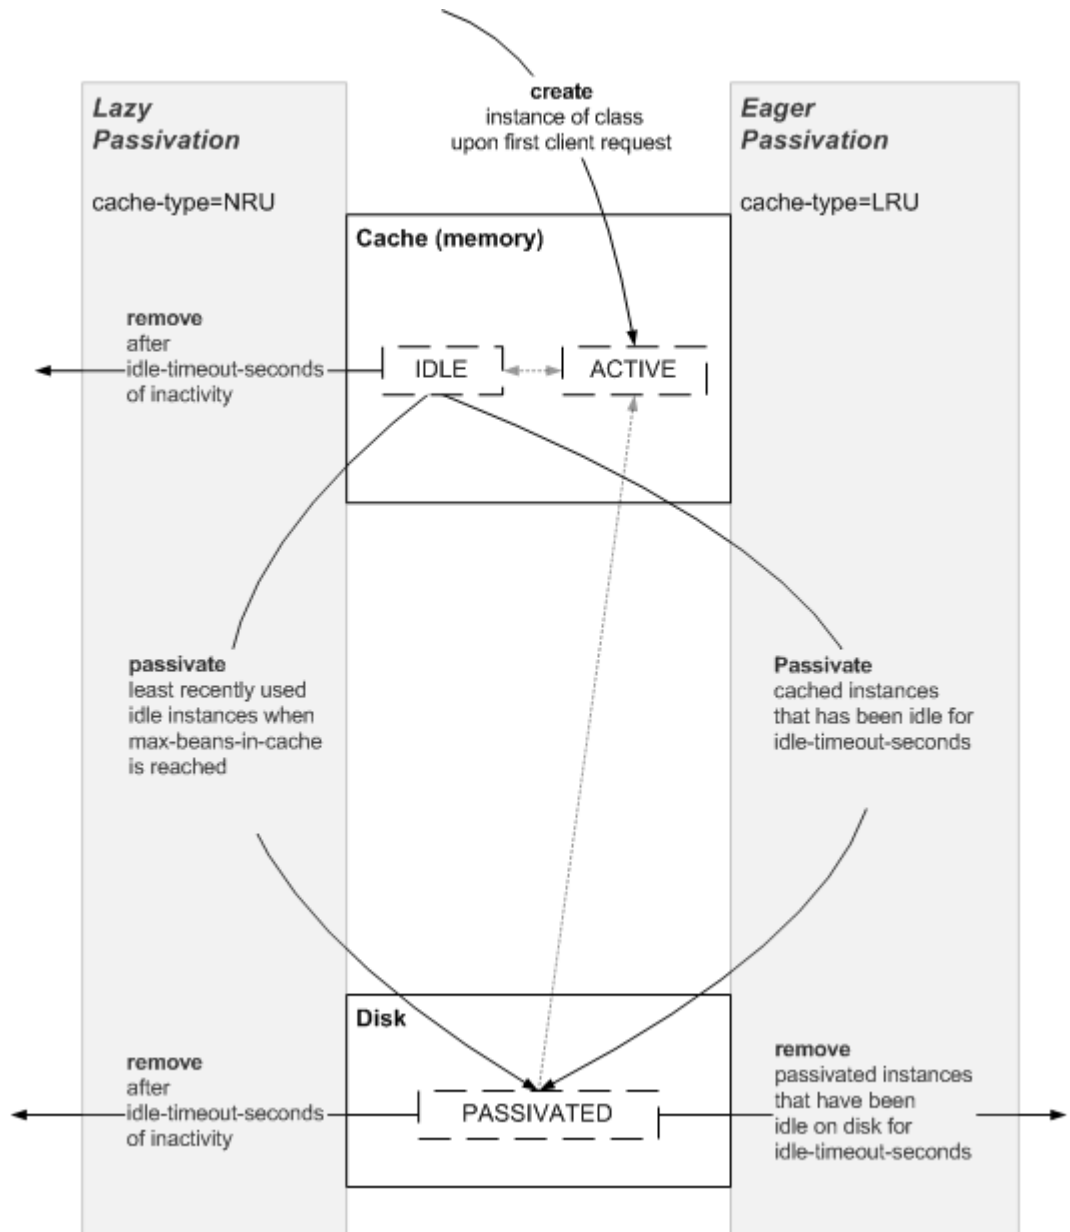 create
instance of class
upon first client request
Lazy
Passivation
cache-type=NRU
Eager
Passivation
cache-type=LRU
Cache (memory)
remove
after
idle-timeout-seconds
of inactivity
IDLE
ACTIVE
passivate
least recently used
idle instances when
max-beans-in-cache
is reached
Passivate
cached instances
that has been idle for
idle-timeout-seconds
Disk
remove
after
idle-timeout-seconds
of inactivity
PASSIVATED
remove
passivated instances
that have been
idle on disk for
idle-timeout-seconds